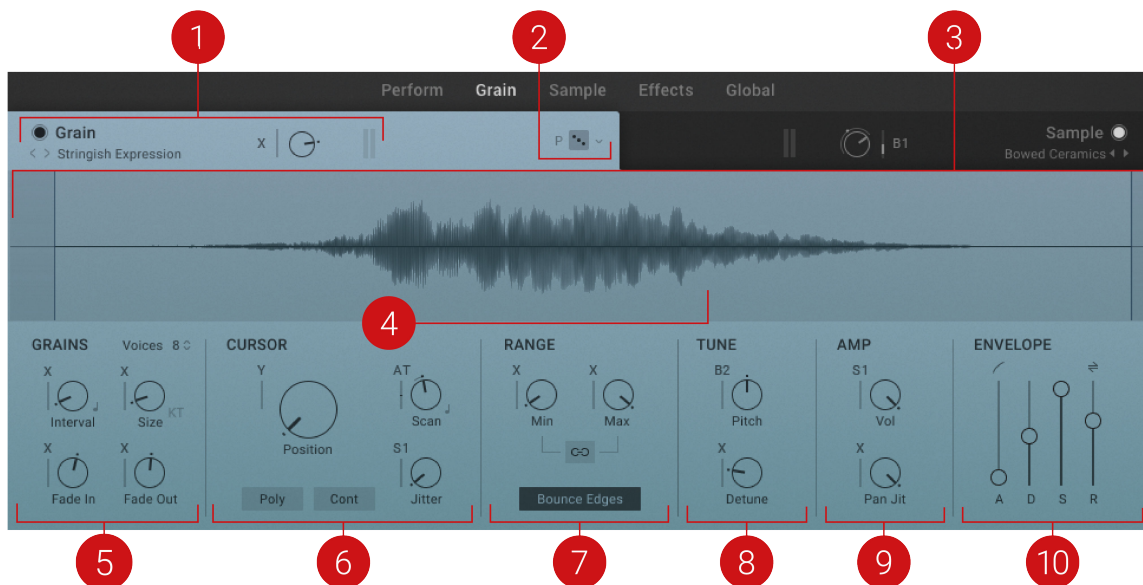 1 2 3
Perform Grain Sample Effects Global
Grain X P B1 Sample
Stringish Expression Bowed Ceramics
4
GRAINS Voices 8 CURSOR RANGE TUNE AMP ENVELOPE
X X Y AT X X B2 S1
Interval Size KT Scan Min Max Pitch Vol
Position
X X S1 X X
Fade In Fade Out Poly Cont Jitter Bounce Edges Detune Pan Jit A D S R
5 6 7 8 9 10